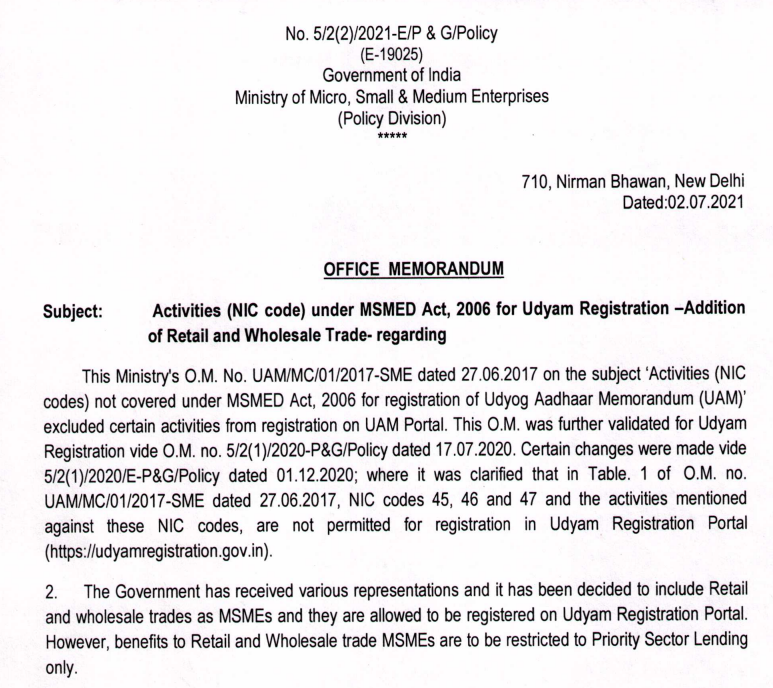 No. 5/2(2)/2021-E/P & G/Policy
(E-19025)
Government of India
Ministry of Micro, Small & Medium Enterprises
(Policy Division)
*****
710, Nirman Bhawan, New Delhi
Dated:02.07.2021
OFFICE MEMORANDUM
Subject: Activities (NIC code) under MSMED Act, 2006 for Udyam Registration –Addition
of Retail and Wholesale Trade- regarding
This Ministry's O.M. No. UAM/MC/01/2017-SME dated 27.06.2017 on the subject 'Activities (NIC
codes) not covered under MSMED Act, 2006 for registration of Udyog Aadhaar Memorandum (UAM)'
excluded certain activities from registration on UAM Portal. This O.M. was further validated for Udyam
Registration vide O.M. no. 5/2(1)/2020-P&G/Policy dated 17.07.2020. Certain changes were made vide
5/2(1)/2020/E-P&G/Policy dated 01.12.2020; where it was clarified that in Table. 1 of O.M. no.
UAM/MC/01/2017-SME dated 27.06.2017, NIC codes 45, 46 and 47 and the activities mentioned
against these NIC codes, are not permitted for registration in Udyam Registration Portal
(https://udyamregistration.gov.in).
2. The Government has received various representations and it has been decided to include Retail
and wholesale trades as MSMEs and they are allowed to be registered on Udyam Registration Portal.
However, benefits to Retail and Wholesale trade MSMEs are to be restricted to Priority Sector Lending
only.